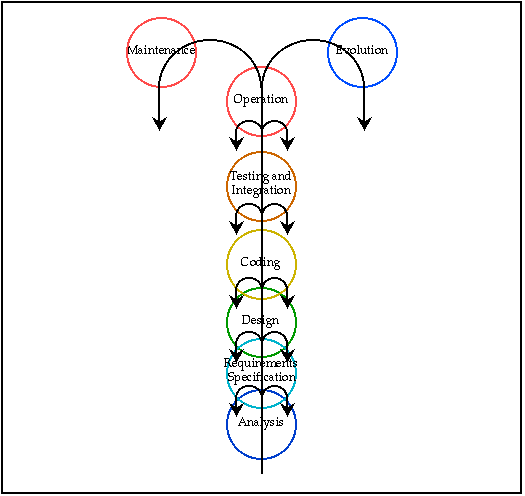 Maintenance
Evolution
Operation
Testing and
Integration
Coding
Design
Requirements
Specification
Analysis